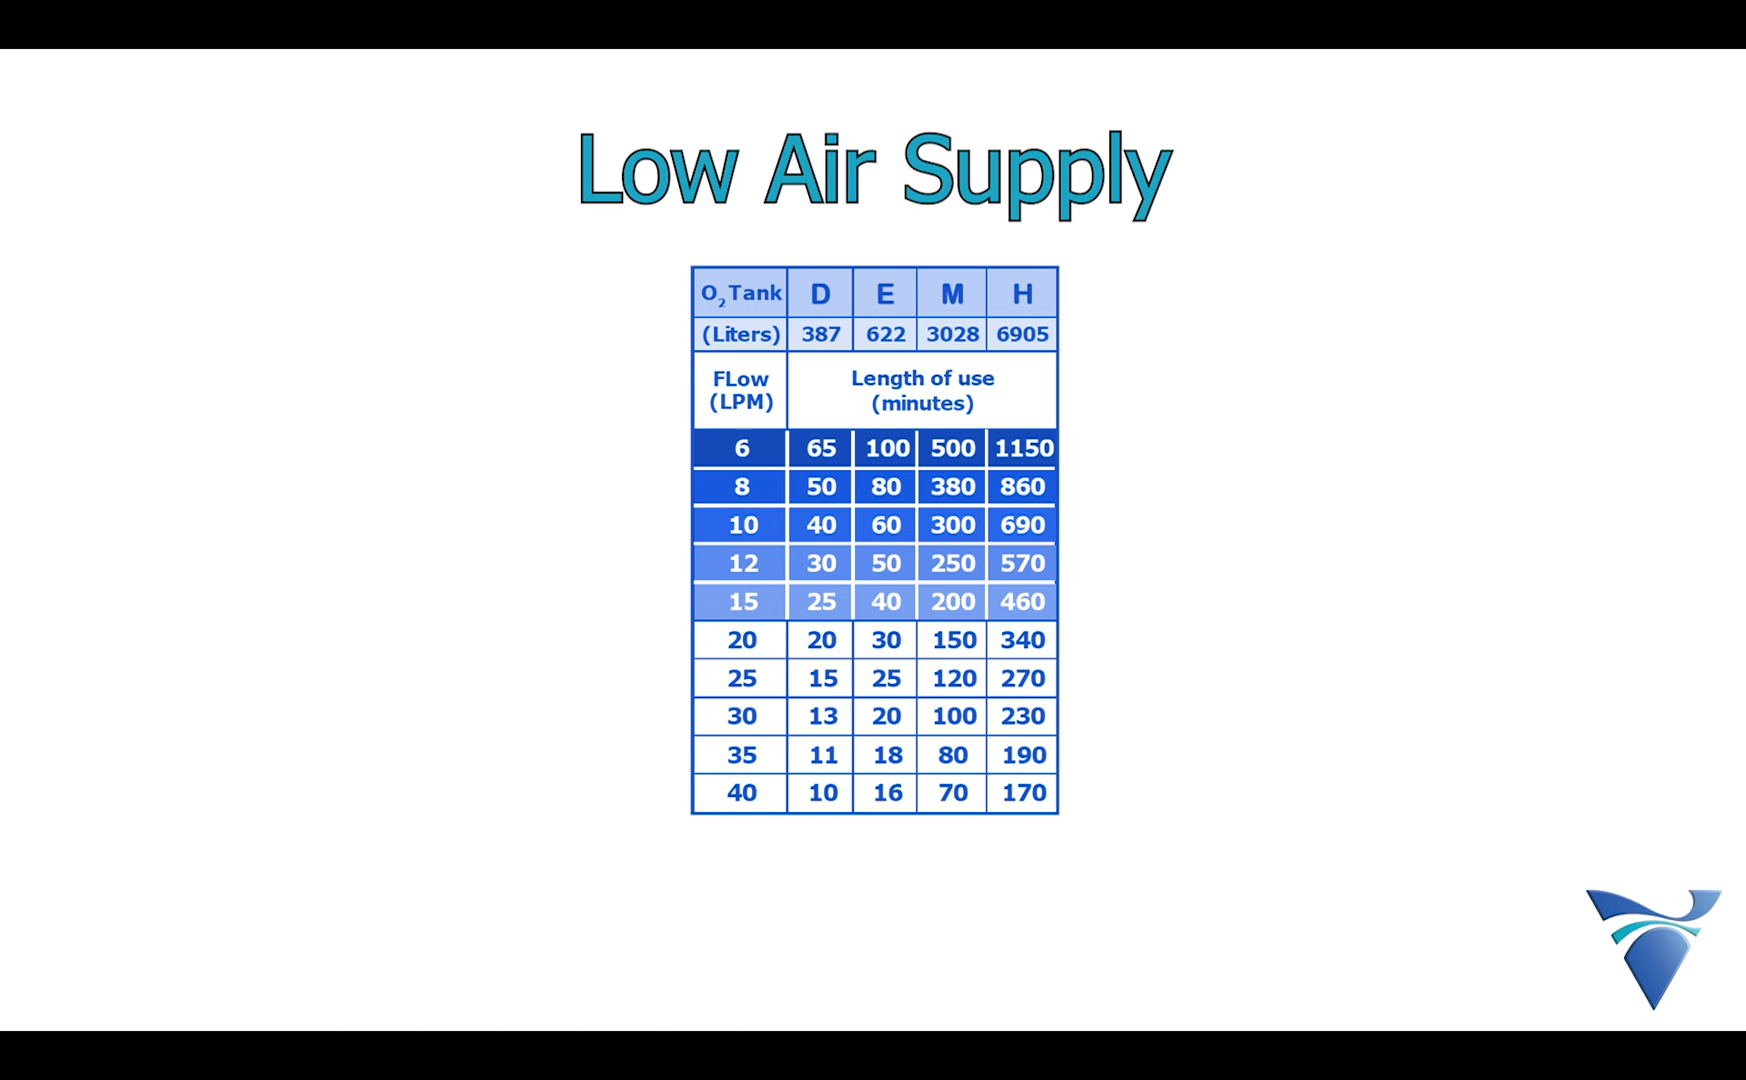 Low Air Supply
O2 Tank D E M H
(Liters) 387 622 3028 6905
FLow (LPM) Length of use (minutes)
6 65 100 500 1150
8 50 80 380 860
10 40 60 300 690
12 30 50 250 570
15 25 40 200 460
20 20 30 150 340
25 15 25 120 270
30 13 20 100 230
35 11 18 80 190
40 10 16 70 170